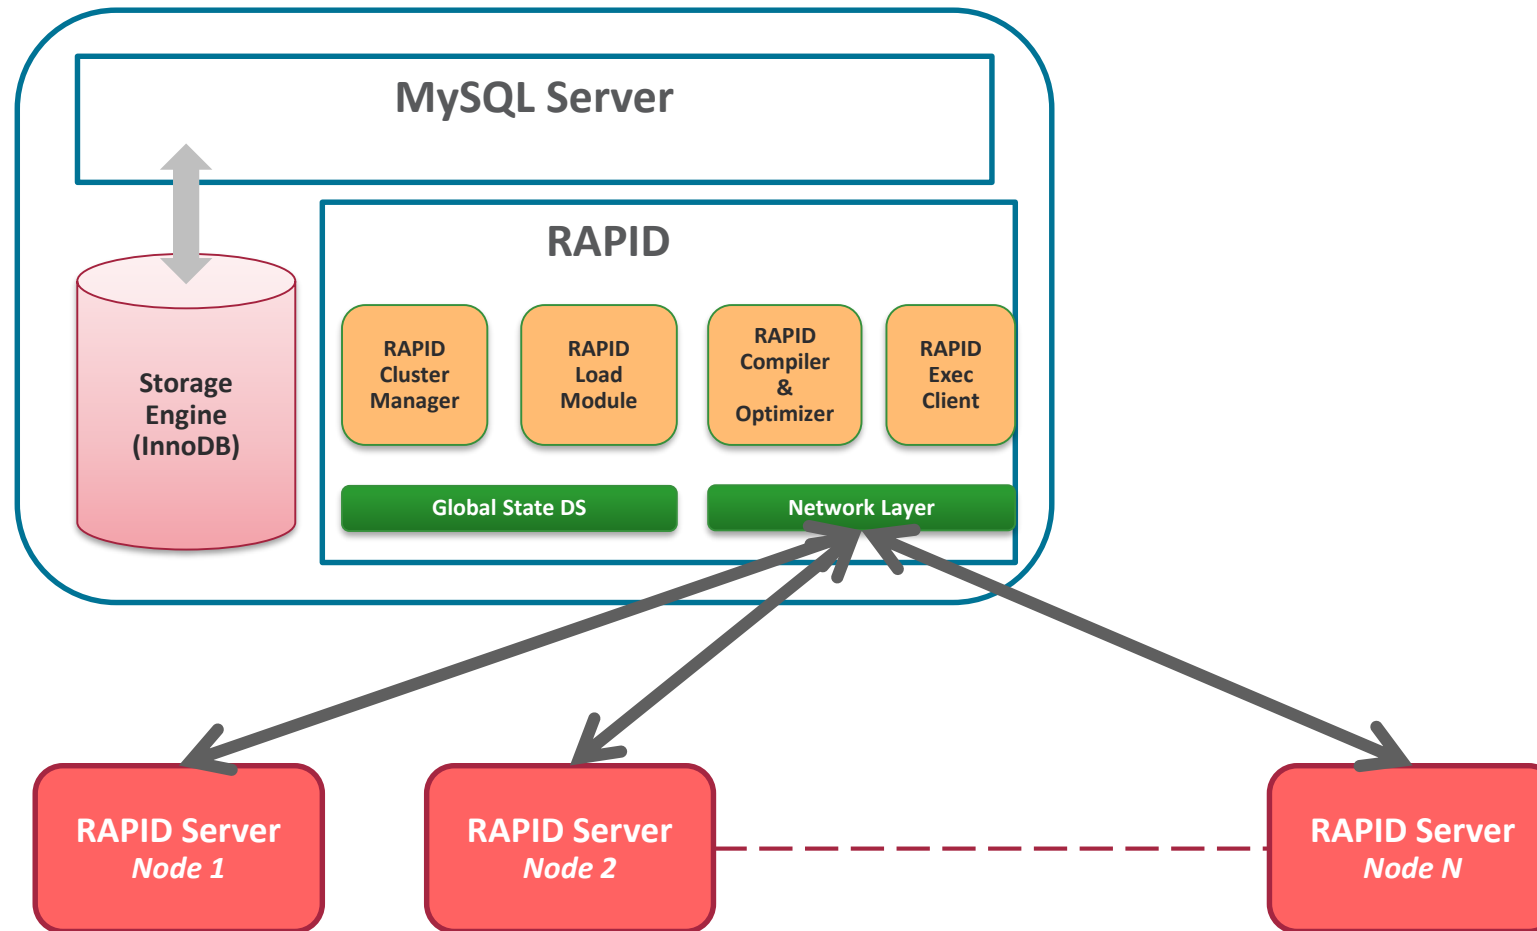 MySQL Server
RAPID
Storage
Engine
(InnoDB)
RAPID
Cluster
Manager
RAPID
Load
Module
RAPID
Compiler
&
Optimizer
RAPID
Exec
Client
Global State DS
Network Layer
RAPID Server
Node 1
RAPID Server
Node 2
RAPID Server
Node N